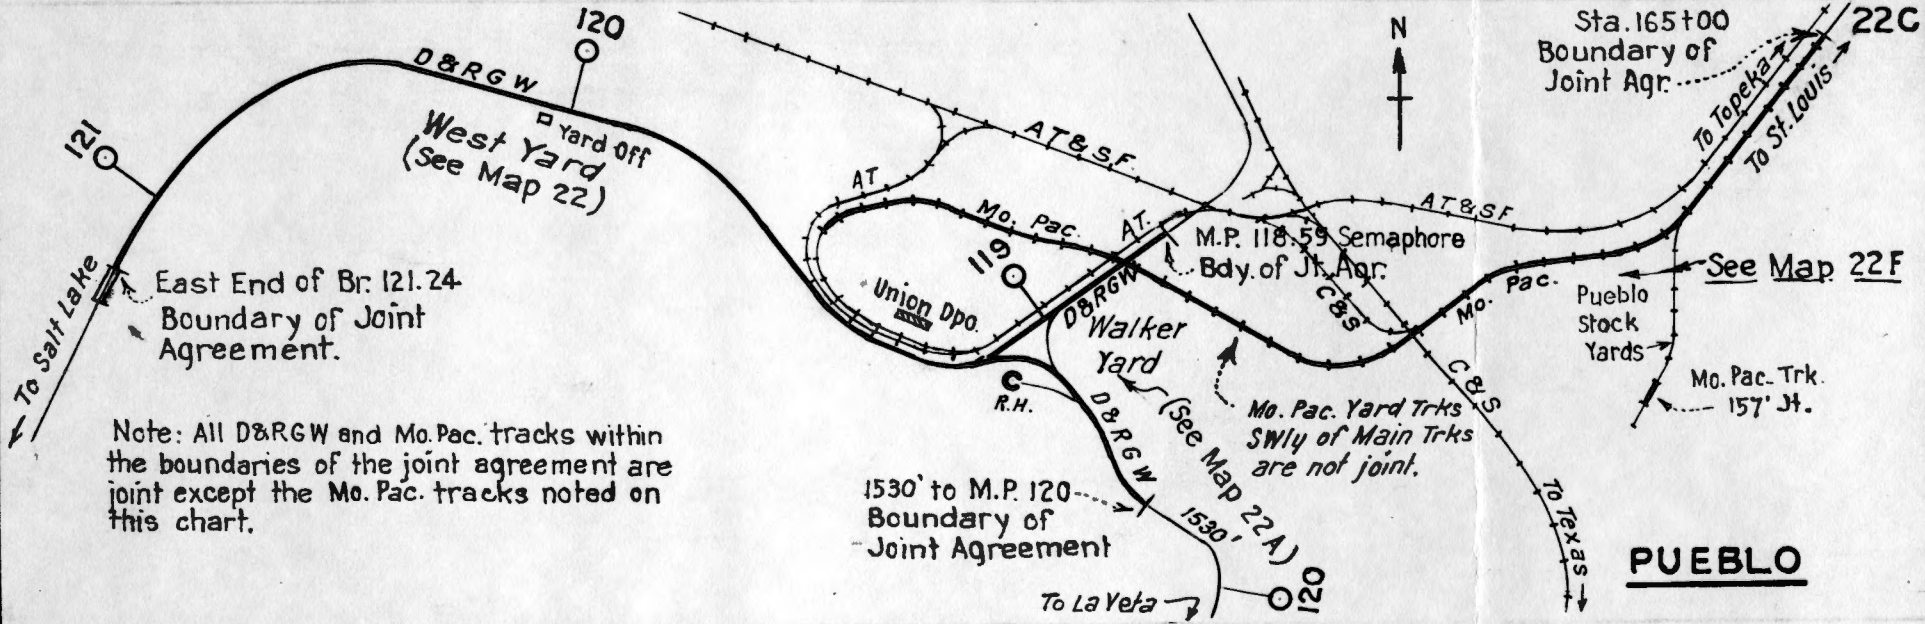 120
D&RGW
121
Yard Off
West Yard
(See Map 22)
East End of Br. 121.24
Boundary of Joint
Agreement.
To Salt Lake
Note: All D&RGW and Mo.Pac. tracks within
the boundaries of the joint agreement are
joint except the Mo. Pac. tracks noted on
this chart.
AT&SF.
AT
Mo. Pac.
119
Union Dpo.
AT.
D&RGW
M.P. 118.59 Semaphore
Bdy. of Jt. Agr.
Walker
Yard
(See Map 22A)
C
R.H.
D&RGW
1530' to M.P. 120
Boundary of
Joint Agreement
1530'
To La Veta
120
N
Sta. 165+00
Boundary of
Joint Agr.
22C
To Topeka
To St. Louis
AT&SF
C&S
Mo. Pac.
See Map 22F
Pueblo
Stock
Yards
Mo. Pac. Trk.
157' Jt.
C&S
Mo. Pac. Yard Trks
SWly of Main Trks
are not joint.
To Texas
PUEBLO